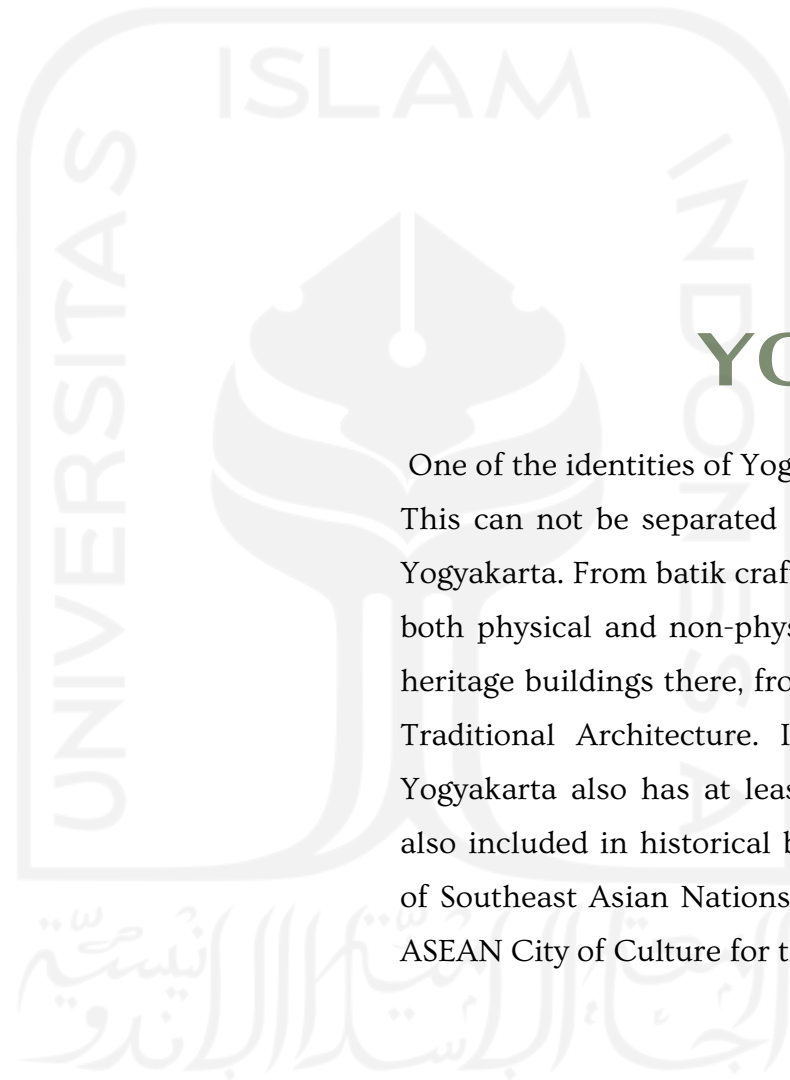 ISLAM
UNIVERSITAS
INDONESIA
YO
One of the identities of Yog
This can not be separated
Yogyakarta. From batik craf
both physical and non-phys
heritage buildings there, fro
Traditional Architecture. I
Yogyakarta also has at leas
also included in historical b
of Southeast Asian Nations
ASEAN City of Culture for t